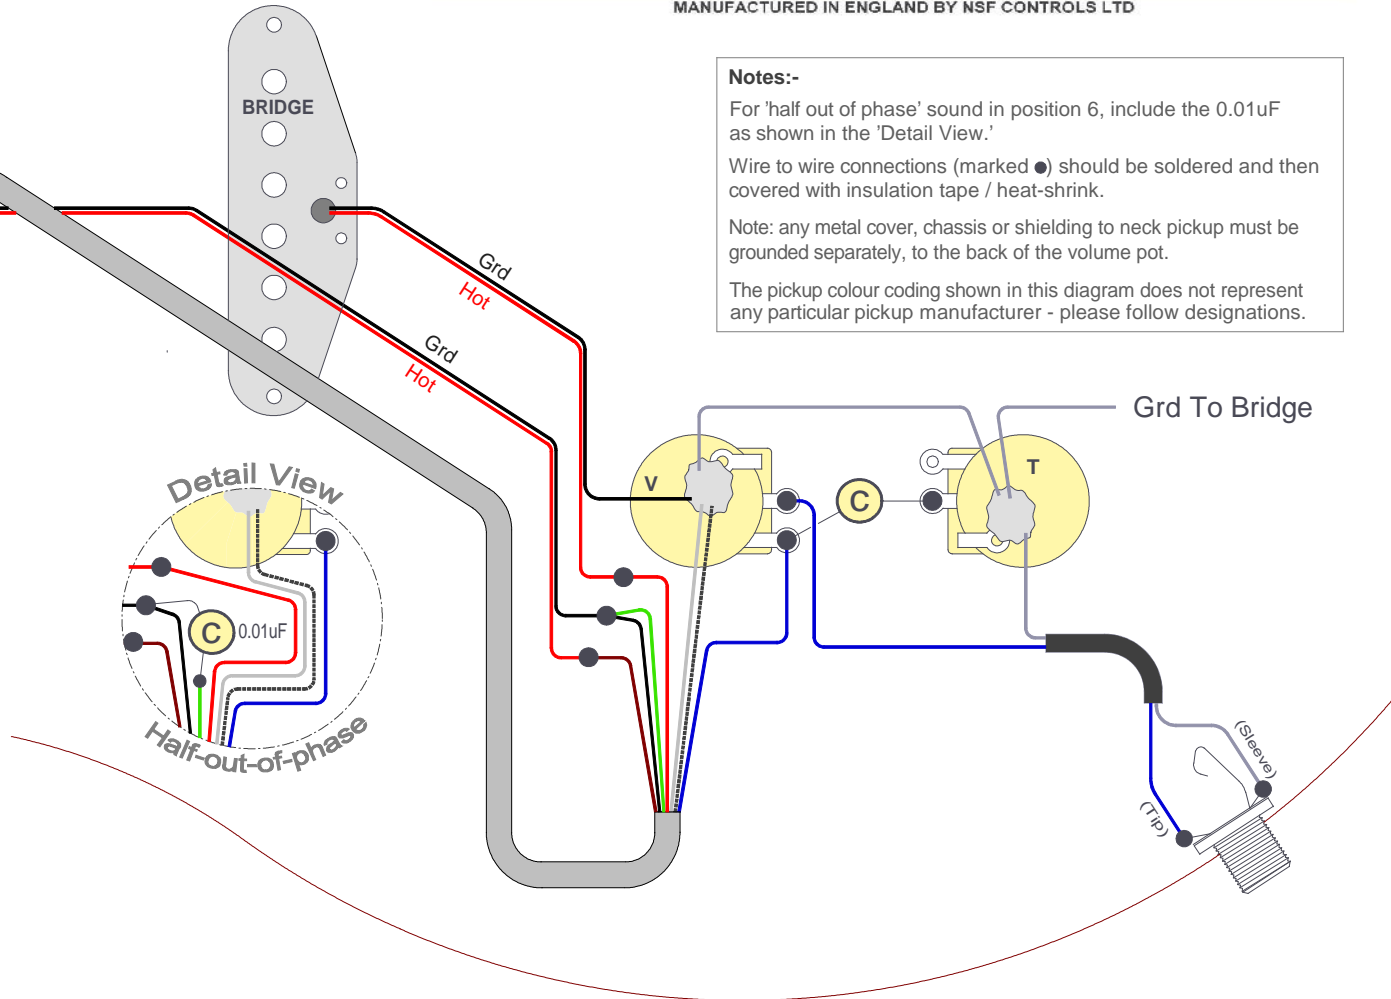 MANUFACTURED IN ENGLAND BY NSF CONTROLS LTD
Notes:-
For 'half out of phase' sound in position 6, include the 0.01uF
as shown in the 'Detail View.'
Wire to wire connections (marked ●) should be soldered and then
covered with insulation tape / heat-shrink.
Note: any metal cover, chassis or shielding to neck pickup must be
grounded separately, to the back of the volume pot.
The pickup colour coding shown in this diagram does not represent
any particular pickup manufacturer - please follow designations.
BRIDGE
Grd
Hot
Grd
Hot
Grd To Bridge
V
C
T
Detail View
C
0.01uF
Half-out-of-phase
(Sleeve)
(Tip)